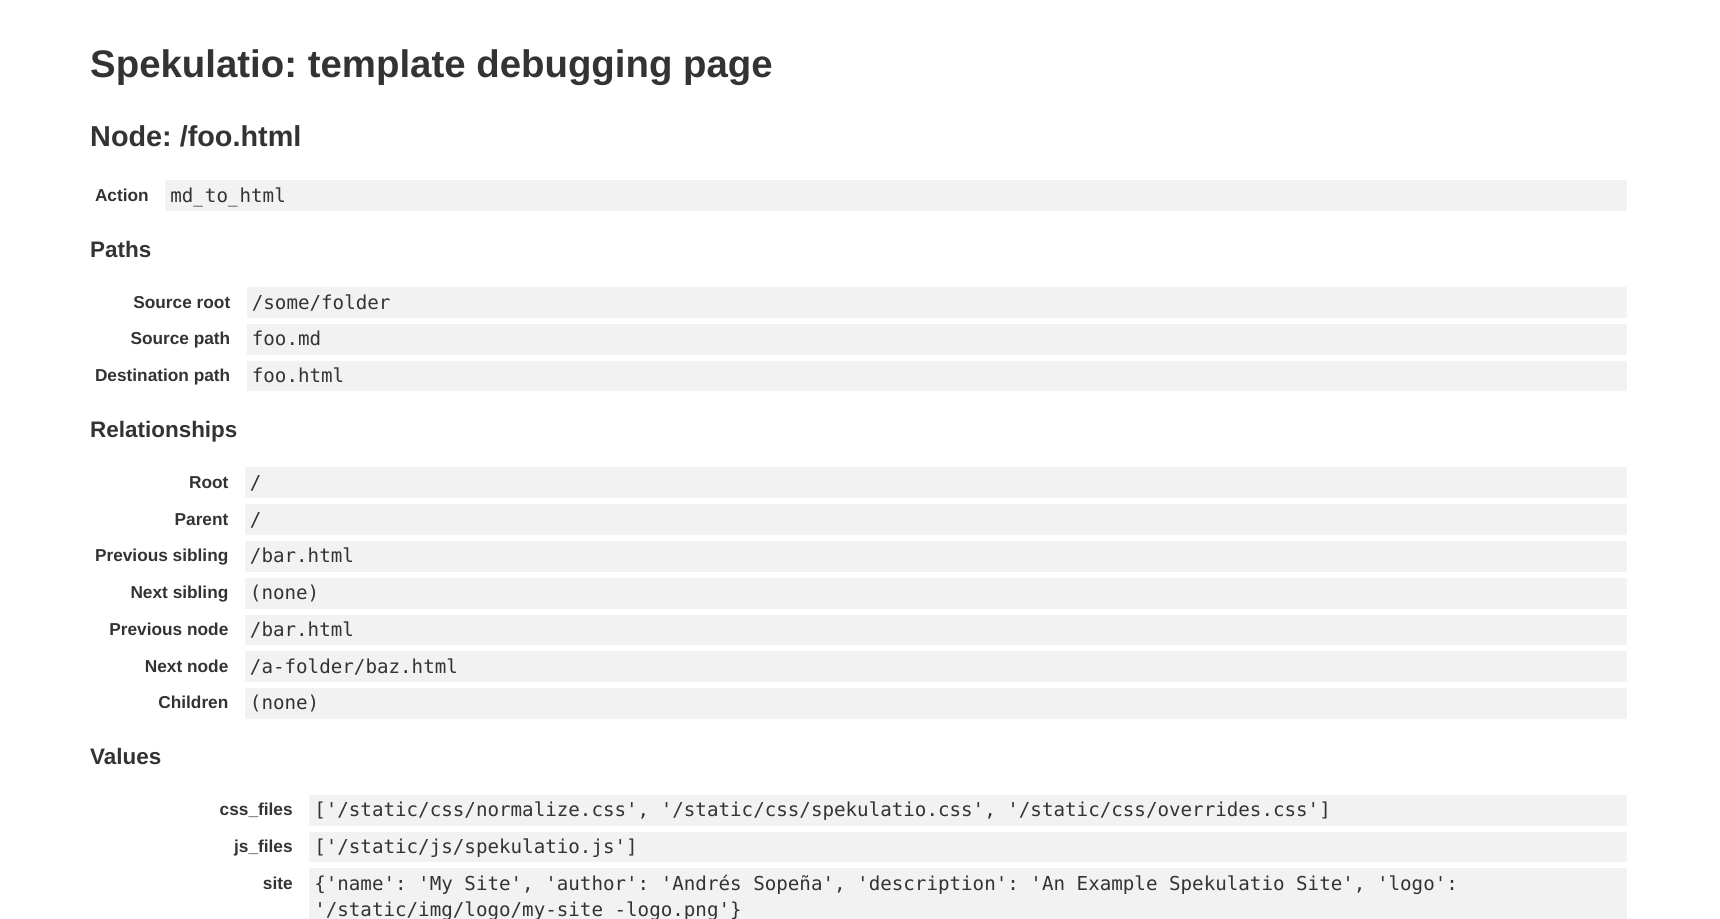 Spekulatio: template debugging page
Node: /foo.html
Action md_to_html
Paths
Source root /some/folder
Source path foo.md
Destination path foo.html
Relationships
Root /
Parent /
Previous sibling /bar.html
Next sibling (none)
Previous node /bar.html
Next node /a-folder/baz.html
Children (none)
Values
css_files ['/static/css/normalize.css', '/static/css/spekulatio.css', '/static/css/overrides.css']
js_files ['/static/js/spekulatio.js']
site {'name': 'My Site', 'author': 'Andrés Sopeña', 'description': 'An Example Spekulatio Site', 'logo':
'/static/img/logo/my-site -logo.png'}